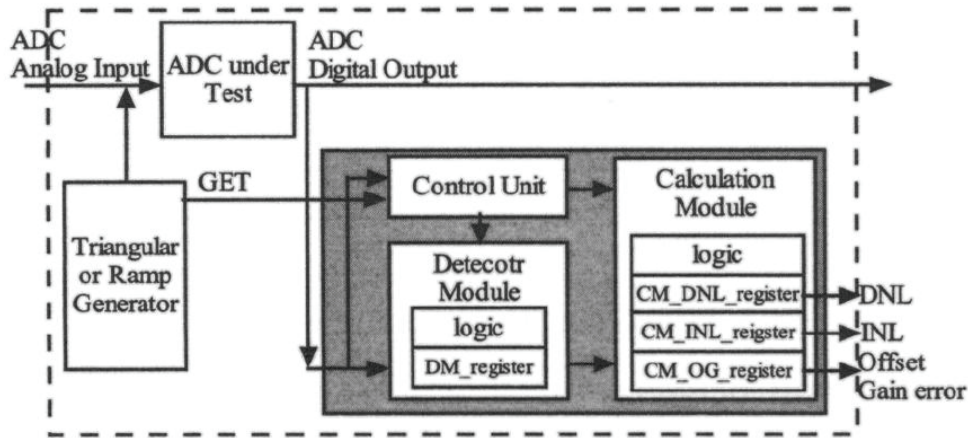 ADC
Analog Input
ADC under
Test
ADC
Digital Output
GET
Triangular
or Ramp
Generator
Control Unit
Detecotr
Module
logic
DM_register
Calculation
Module
logic
CM_DNL_register
CM_INL_reigster
CM_OG_register
DNL
INL
Offset
Gain error